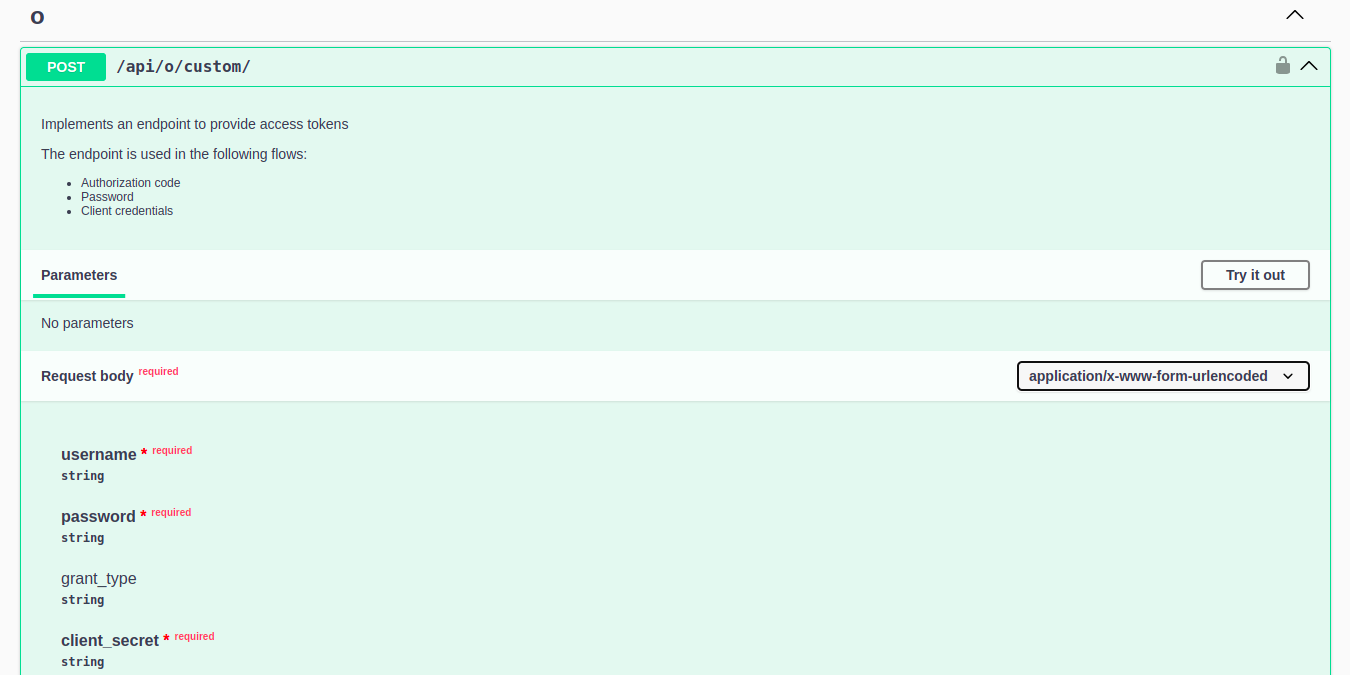 o
POST /api/o/custom/
Implements an endpoint to provide access tokens
The endpoint is used in the following flows:
Authorization code
Password
Client credentials
Parameters
Try it out
No parameters
Request body required
application/x-www-form-urlencoded
username * required
string
password * required
string
grant_type
string
client_secret * required
string